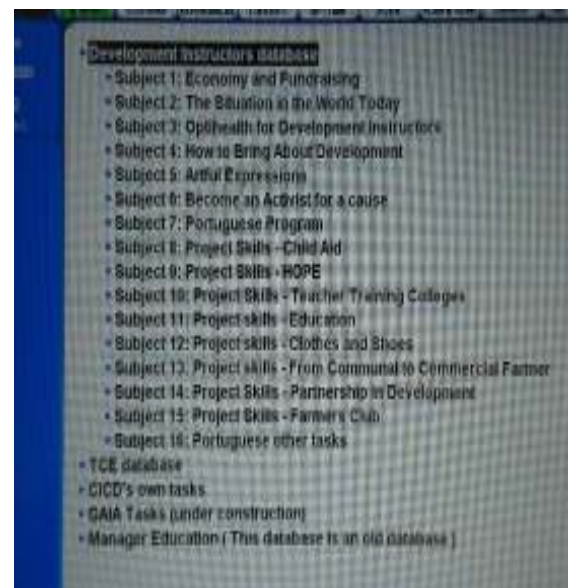 Development Instructors database
Subject 1: Economy and Fundraising
Subject 2: The Situation in the World Today
Subject 3: Optihealth for Development Instructors
Subject 4: How to Bring About Development
Subject 5: Artful Expressions
Subject 6: Become an Activist for a cause
Subject 7: Portuguese Program
Subject 8: Project Skills - Child Aid
Subject 9: Project Skills - HOPE
Subject 10: Project Skills - Teacher Training Colleges
Subject 11: Project skills - Education
Subject 12: Project skills - Clothes and Shoes
Subject 13: Project skills - From Communal to Commercial Farmer
Subject 14: Project Skills - Partnership in Development
Subject 15: Project Skills - Farmers Club
Subject 16: Portuguese other tasks
TCE database
CICD's own tasks
GAIA Tasks (under construction)
Manager Education ( This database is an old database )